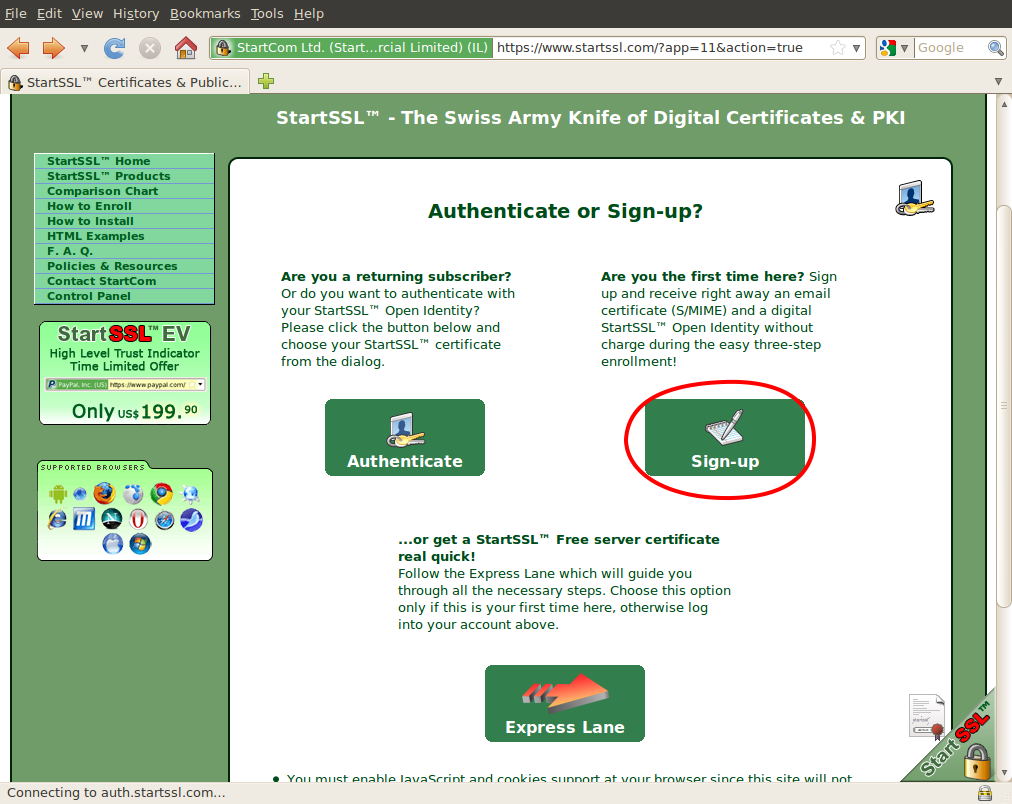 File Edit View History Bookmarks Tools Help
StartCom Ltd. (Start...rcial Limited) (IL) https://www.startssl.com/?app=11&action=true Google
StartSSL™ Certificates & Public...
StartSSL™ - The Swiss Army Knife of Digital Certificates & PKI
StartSSL™ Home
StartSSL™ Products
Comparison Chart
How to Enroll
How to Install
HTML Examples
F. A. Q.
Policies & Resources
Contact StartCom
Control Panel
StartSSL™ EV
High Level Trust Indicator
Time Limited Offer
PayPal, Inc. (US) https://www.paypal.com/
Only US$ 199.90
SUPPORTED BROWSERS
Authenticate or Sign-up?
Are you a returning subscriber?
Or do you want to authenticate with
your StartSSL™ Open Identity?
Please click the button below and
choose your StartSSL™ certificate
from the dialog.
Authenticate
Are you the first time here? Sign
up and receive right away an email
certificate (S/MIME) and a digital
StartSSL™ Open Identity without
charge during the easy three-step
enrollment!
Sign-up
...or get a StartSSL™ Free server certificate
real quick!
Follow the Express Lane which will guide you
through all the necessary steps. Choose this option
only if this is your first time here, otherwise log
into your account above.
Express Lane
StartSSL™
• You must enable JavaScript and cookies support at your browser since this site will not
Connecting to auth.startssl.com...